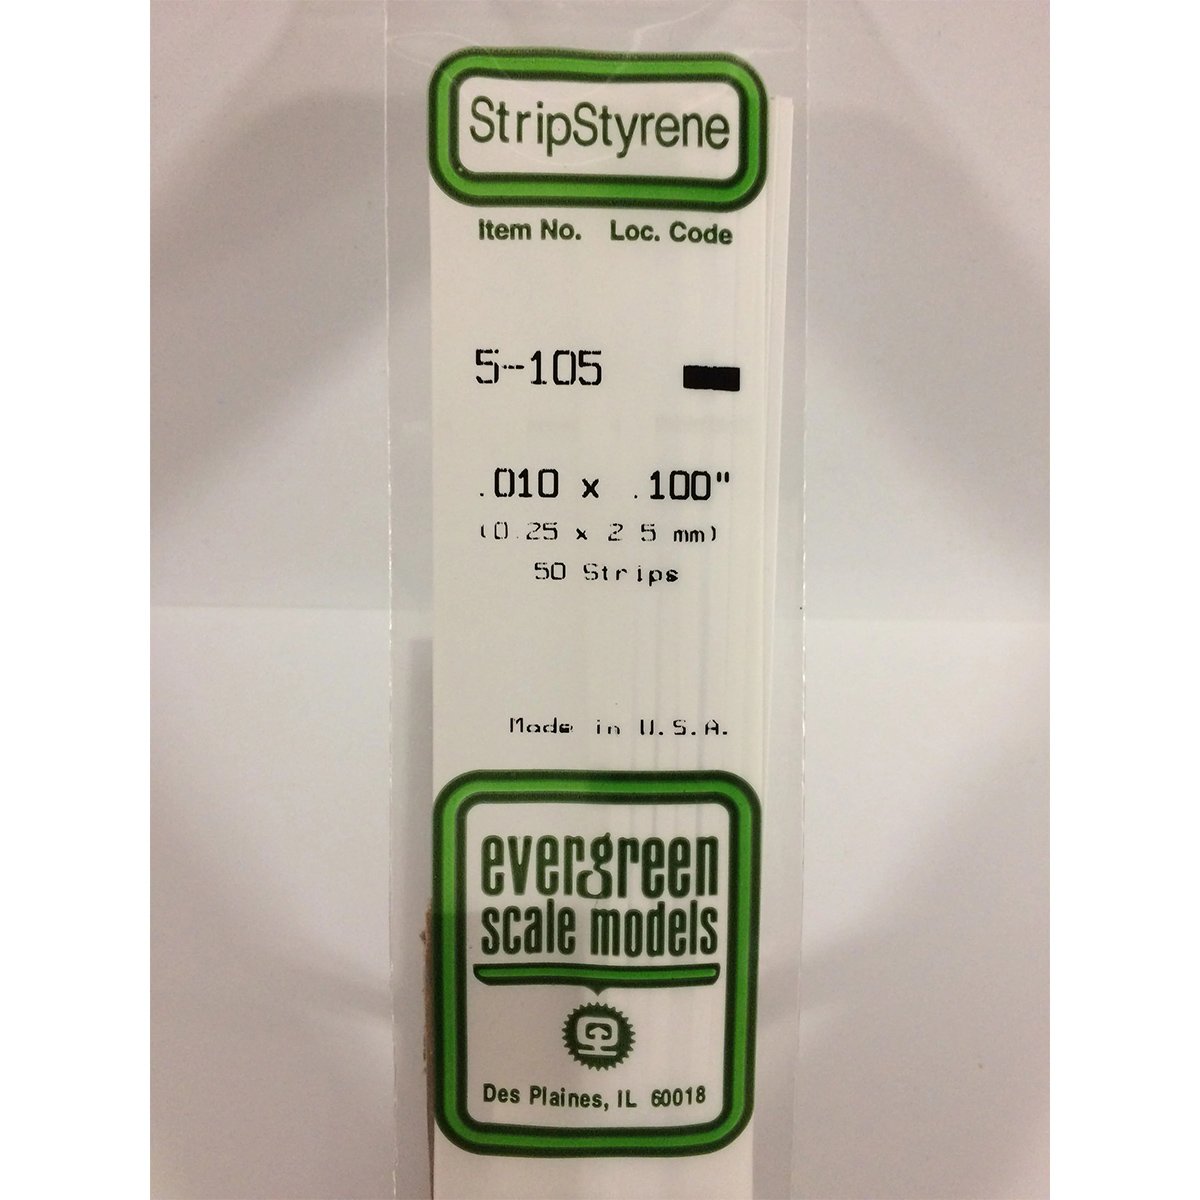 StripStyrene
Item No. Loc. Code
5-105
.010 x .100"
(0.25 x 2.5 mm)
50 Strips
Made in U.S.A.
evergreen
scale models
Des Plaines, IL 60018